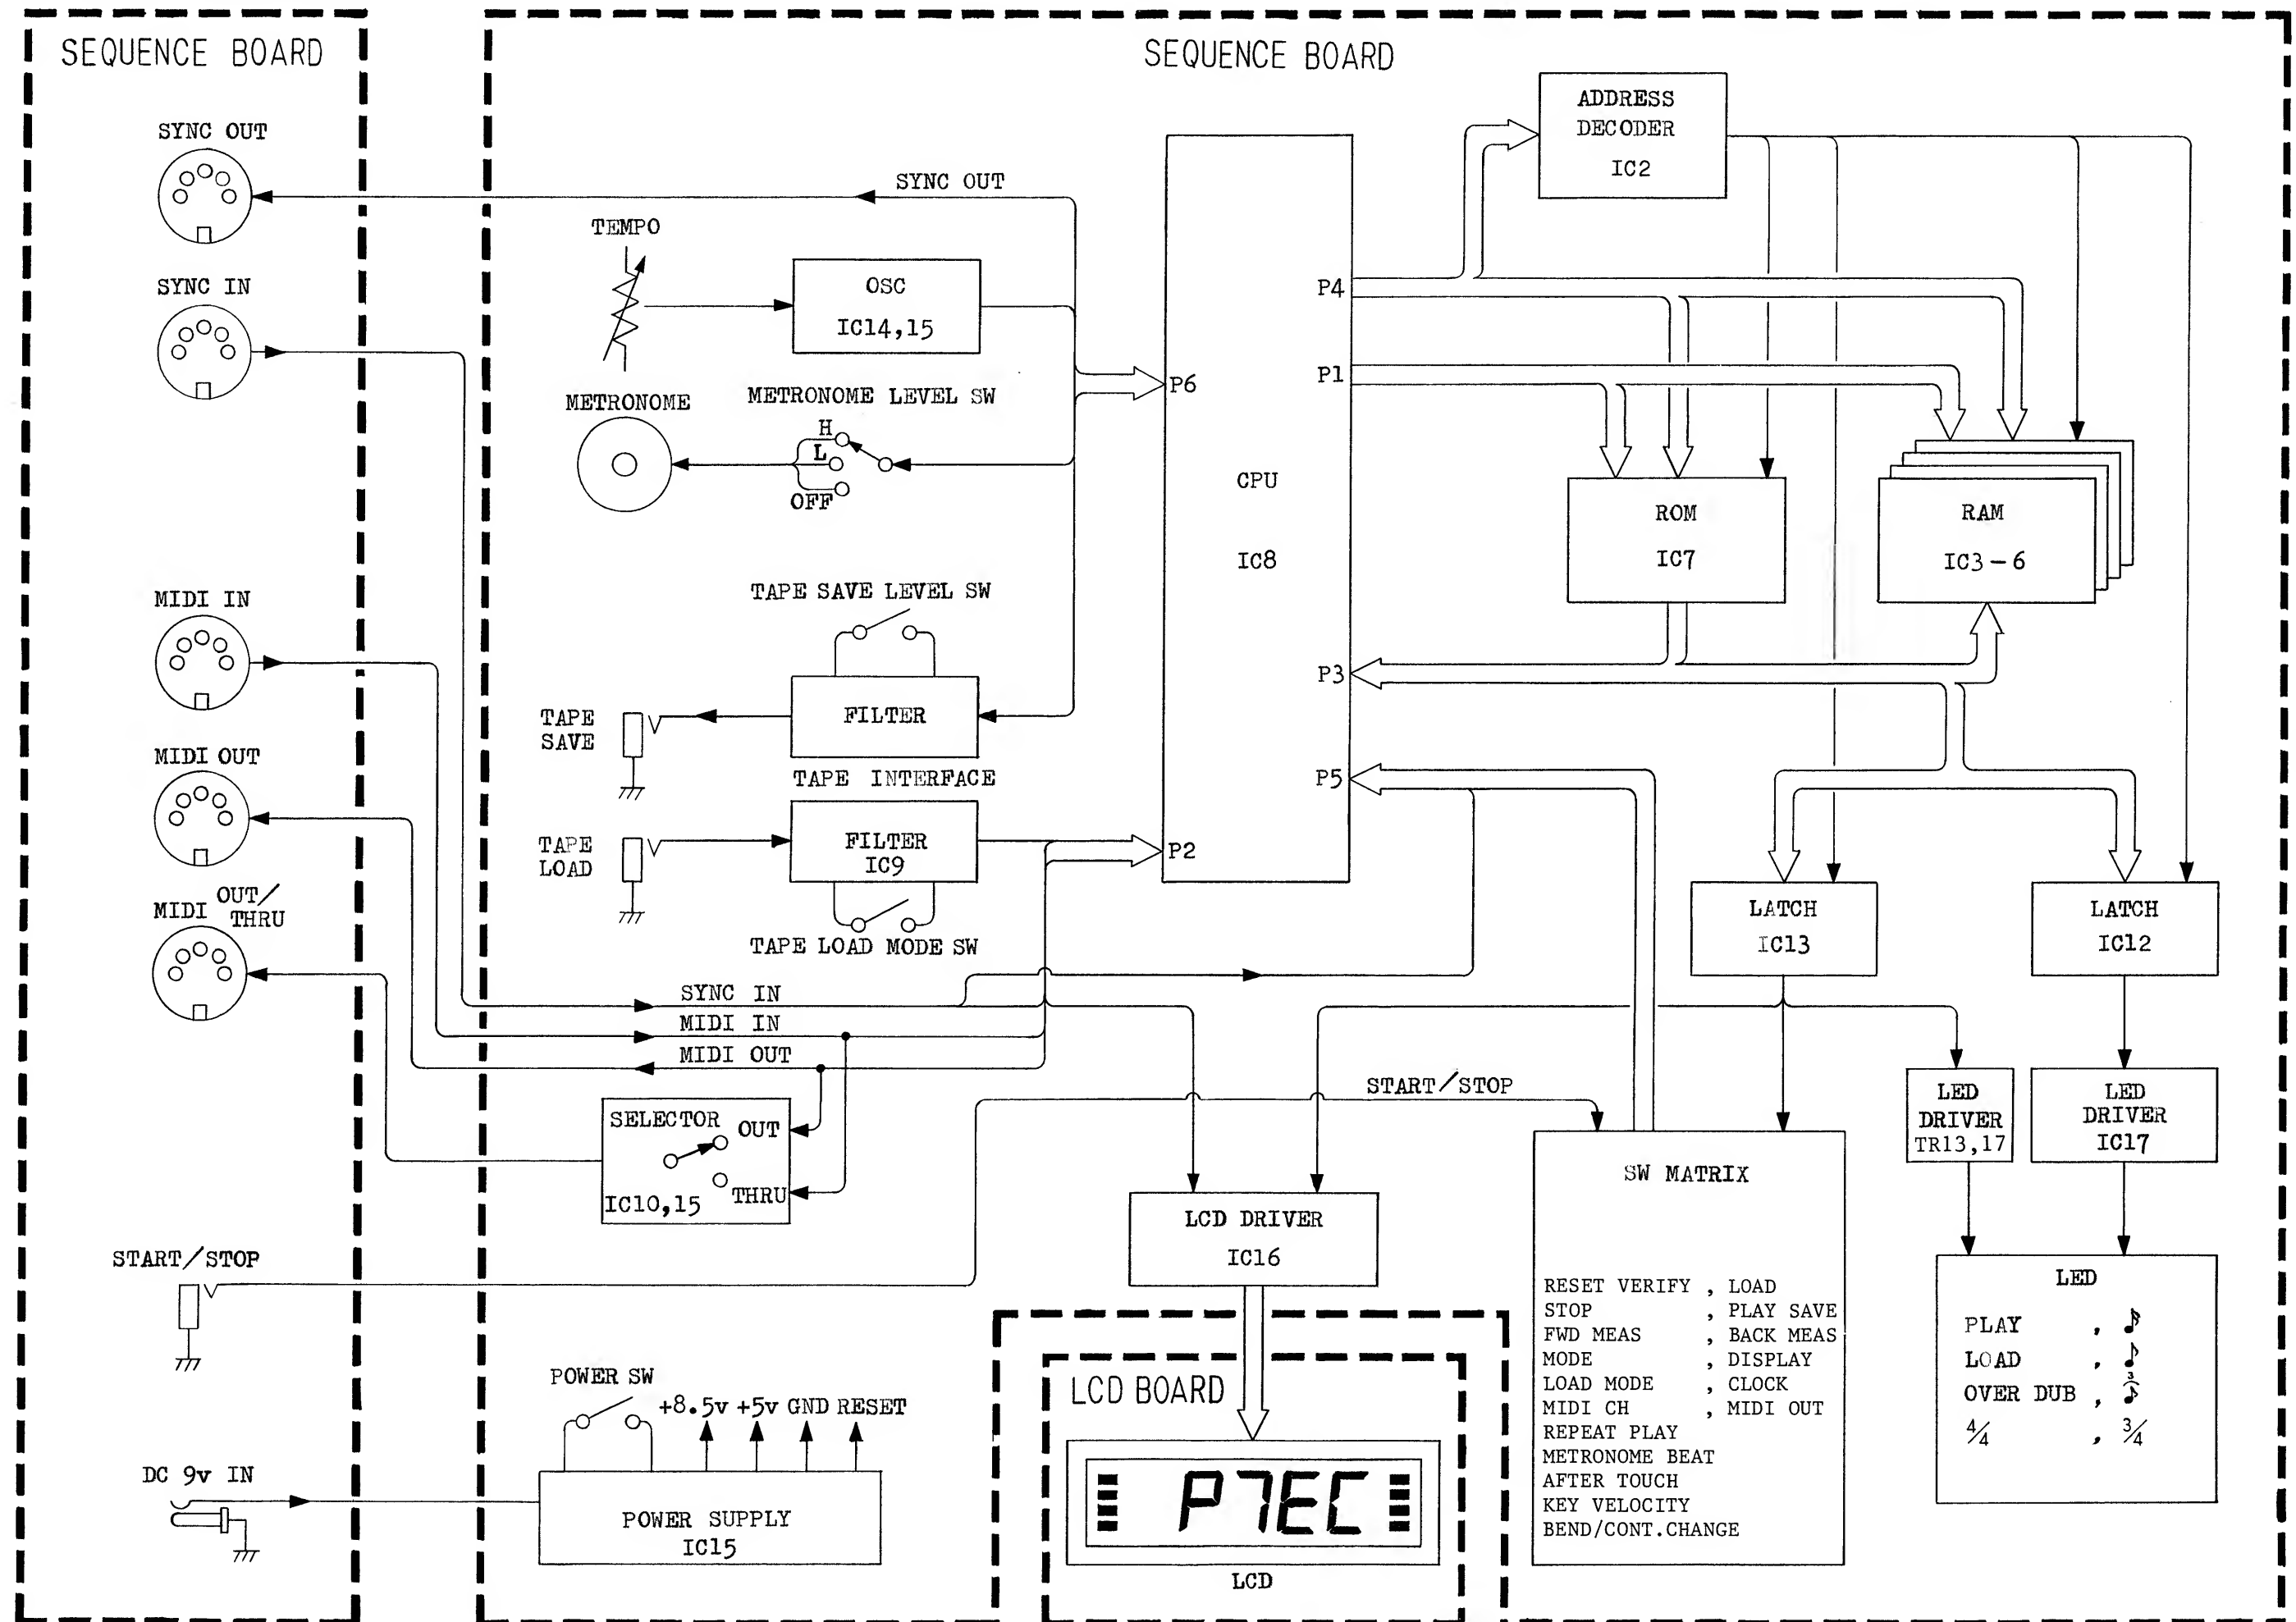 SEQUENCE BOARD
SYNC OUT
SYNC IN
MIDI IN
MIDI OUT
MIDI OUT/
THRU
START/STOP
DC 9v IN
SEQUENCE BOARD
SYNC OUT
TEMPO
OSC
IC14,15
METRONOME
METRONOME LEVEL SW
H
L
OFF
TAPE SAVE LEVEL SW
TAPE
SAVE
FILTER
TAPE INTERFACE
TAPE
LOAD
FILTER
IC9
TAPE LOAD MODE SW
SYNC IN
MIDI IN
MIDI OUT
SELECTOR
OUT
THRU
IC10,15
POWER SW
+8.5v +5v GND RESET
POWER SUPPLY
IC15
CPU
IC8
P6
P2
P4
P1
P3
P5
ADDRESS
DECODER
IC2
ROM
IC7
RAM
IC3-6
LATCH
IC13
LATCH
IC12
START/STOP
LED
DRIVER
TR13,17
LED
DRIVER
IC17
LCD DRIVER
IC16
LCD BOARD
P7EC
LCD
SW MATRIX
RESET VERIFY , LOAD
STOP , PLAY SAVE
FWD MEAS , BACK MEAS
MODE , DISPLAY
LOAD MODE , CLOCK
MIDI CH , MIDI OUT
REPEAT PLAY
METRONOME BEAT
AFTER TOUCH
KEY VELOCITY
BEND/CONT.CHANGE
LED
PLAY , 𝅘𝅥𝅯
LOAD , ♪
OVER DUB , 3♪
4/4 , 3/4